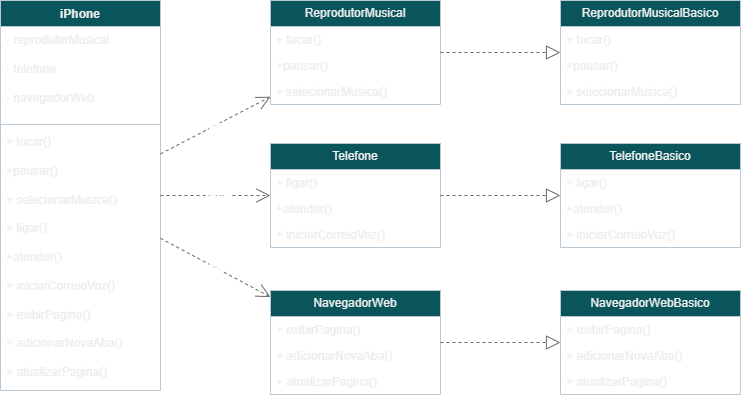 iPhone
- reprodutorMusical
- telefone
- navegadorWeb
+ tocar()
+pausar()
+ selecionarMusica()
+ ligar()
+atender()
+ iniciarCorreioVoz()
+ exibirPagina()
+ adicionarNovaAba()
+ atualizarPagina()
ReprodutorMusical
+ tocar()
+pausar()
+ selecionarMusica()
ReprodutorMusicalBasico
+ tocar()
+pausar()
+ selecionarMusica()
Telefone
+ ligar()
+atender()
+ iniciarCorreioVoz()
TelefoneBasico
+ ligar()
+atender()
+ iniciarCorreioVoz()
NavegadorWeb
+ exibirPagina()
+ adicionarNovaAba()
+ atualizarPagina()
NavegadorWebBasico
+ exibirPagina()
+ adicionarNovaAba()
+ atualizarPagina()